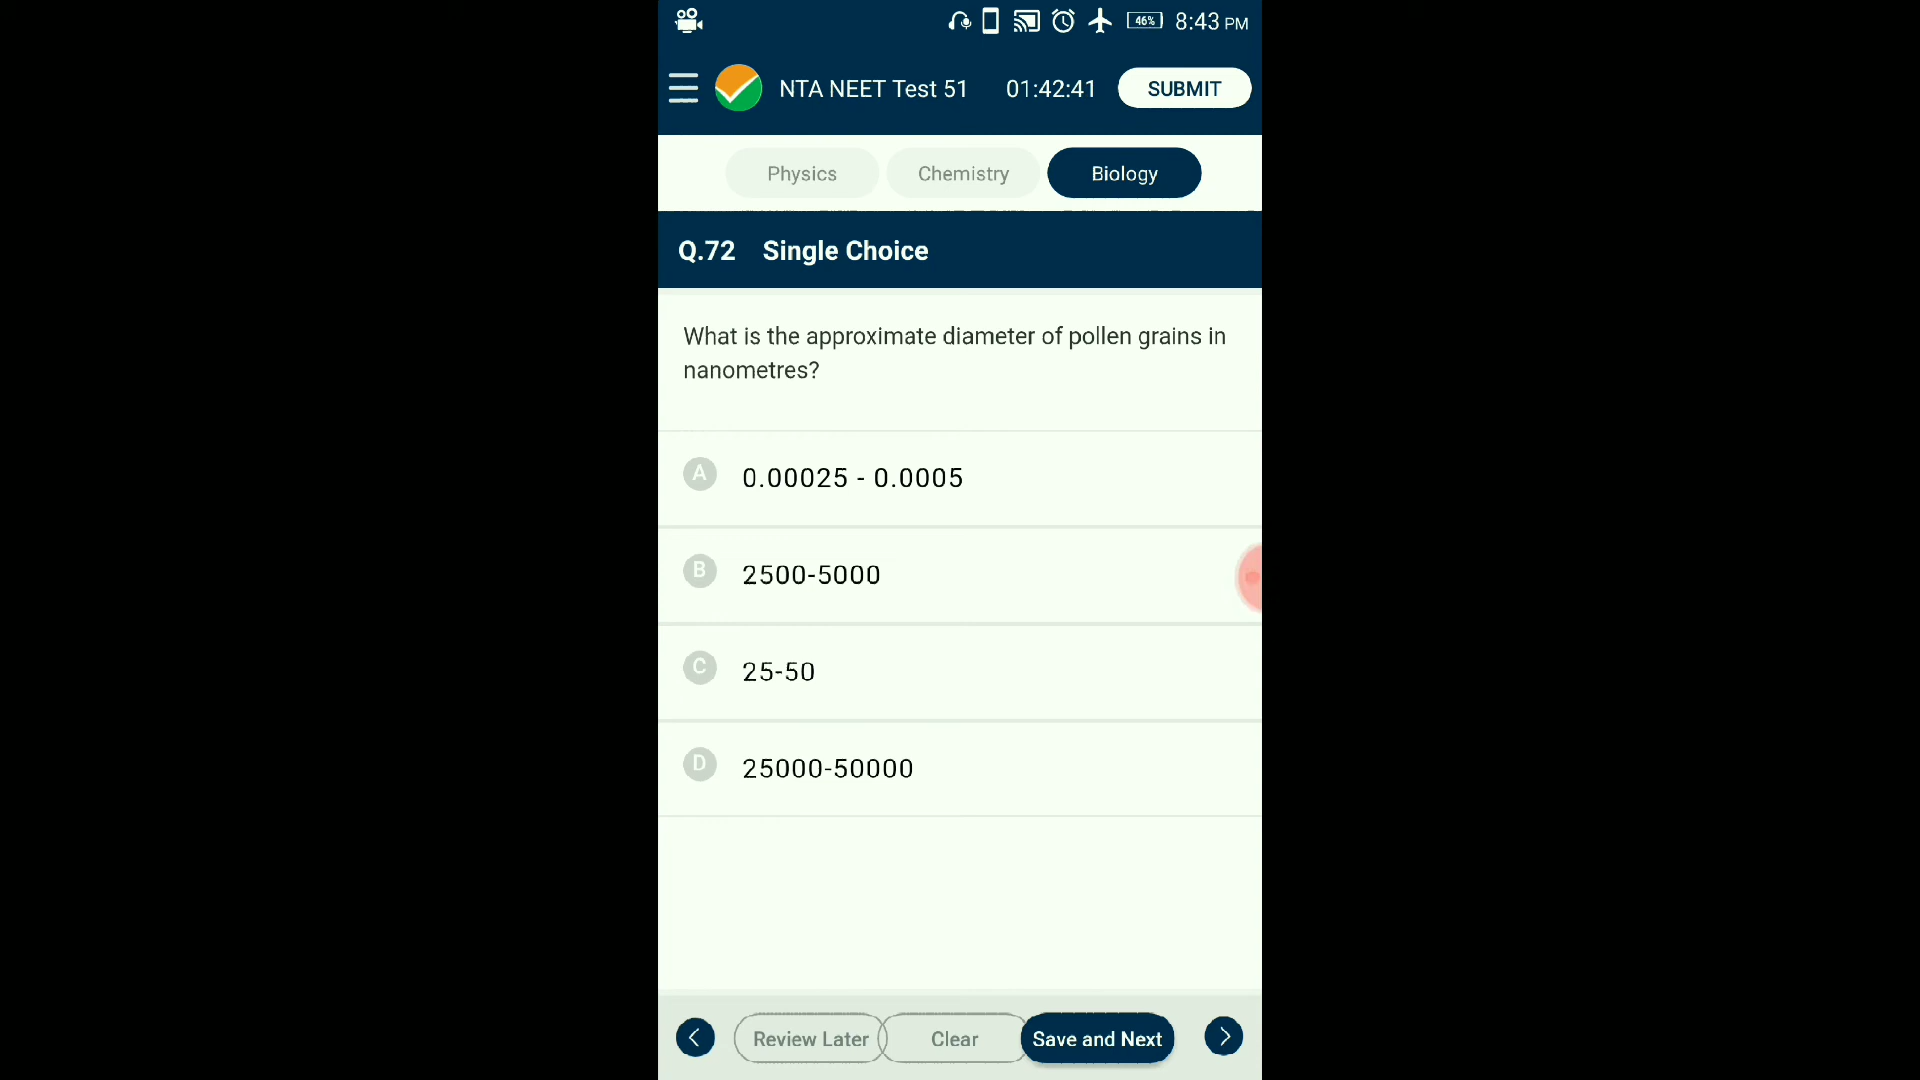 46% 8:43 PM
NTA NEET Test 51 01:42:41 SUBMIT
Physics Chemistry Biology
Q.72 Single Choice
What is the approximate diameter of pollen grains in
nanometres?
A 0.00025 - 0.0005
B 2500-5000
C 25-50
D 25000-50000
Review Later Clear Save and Next